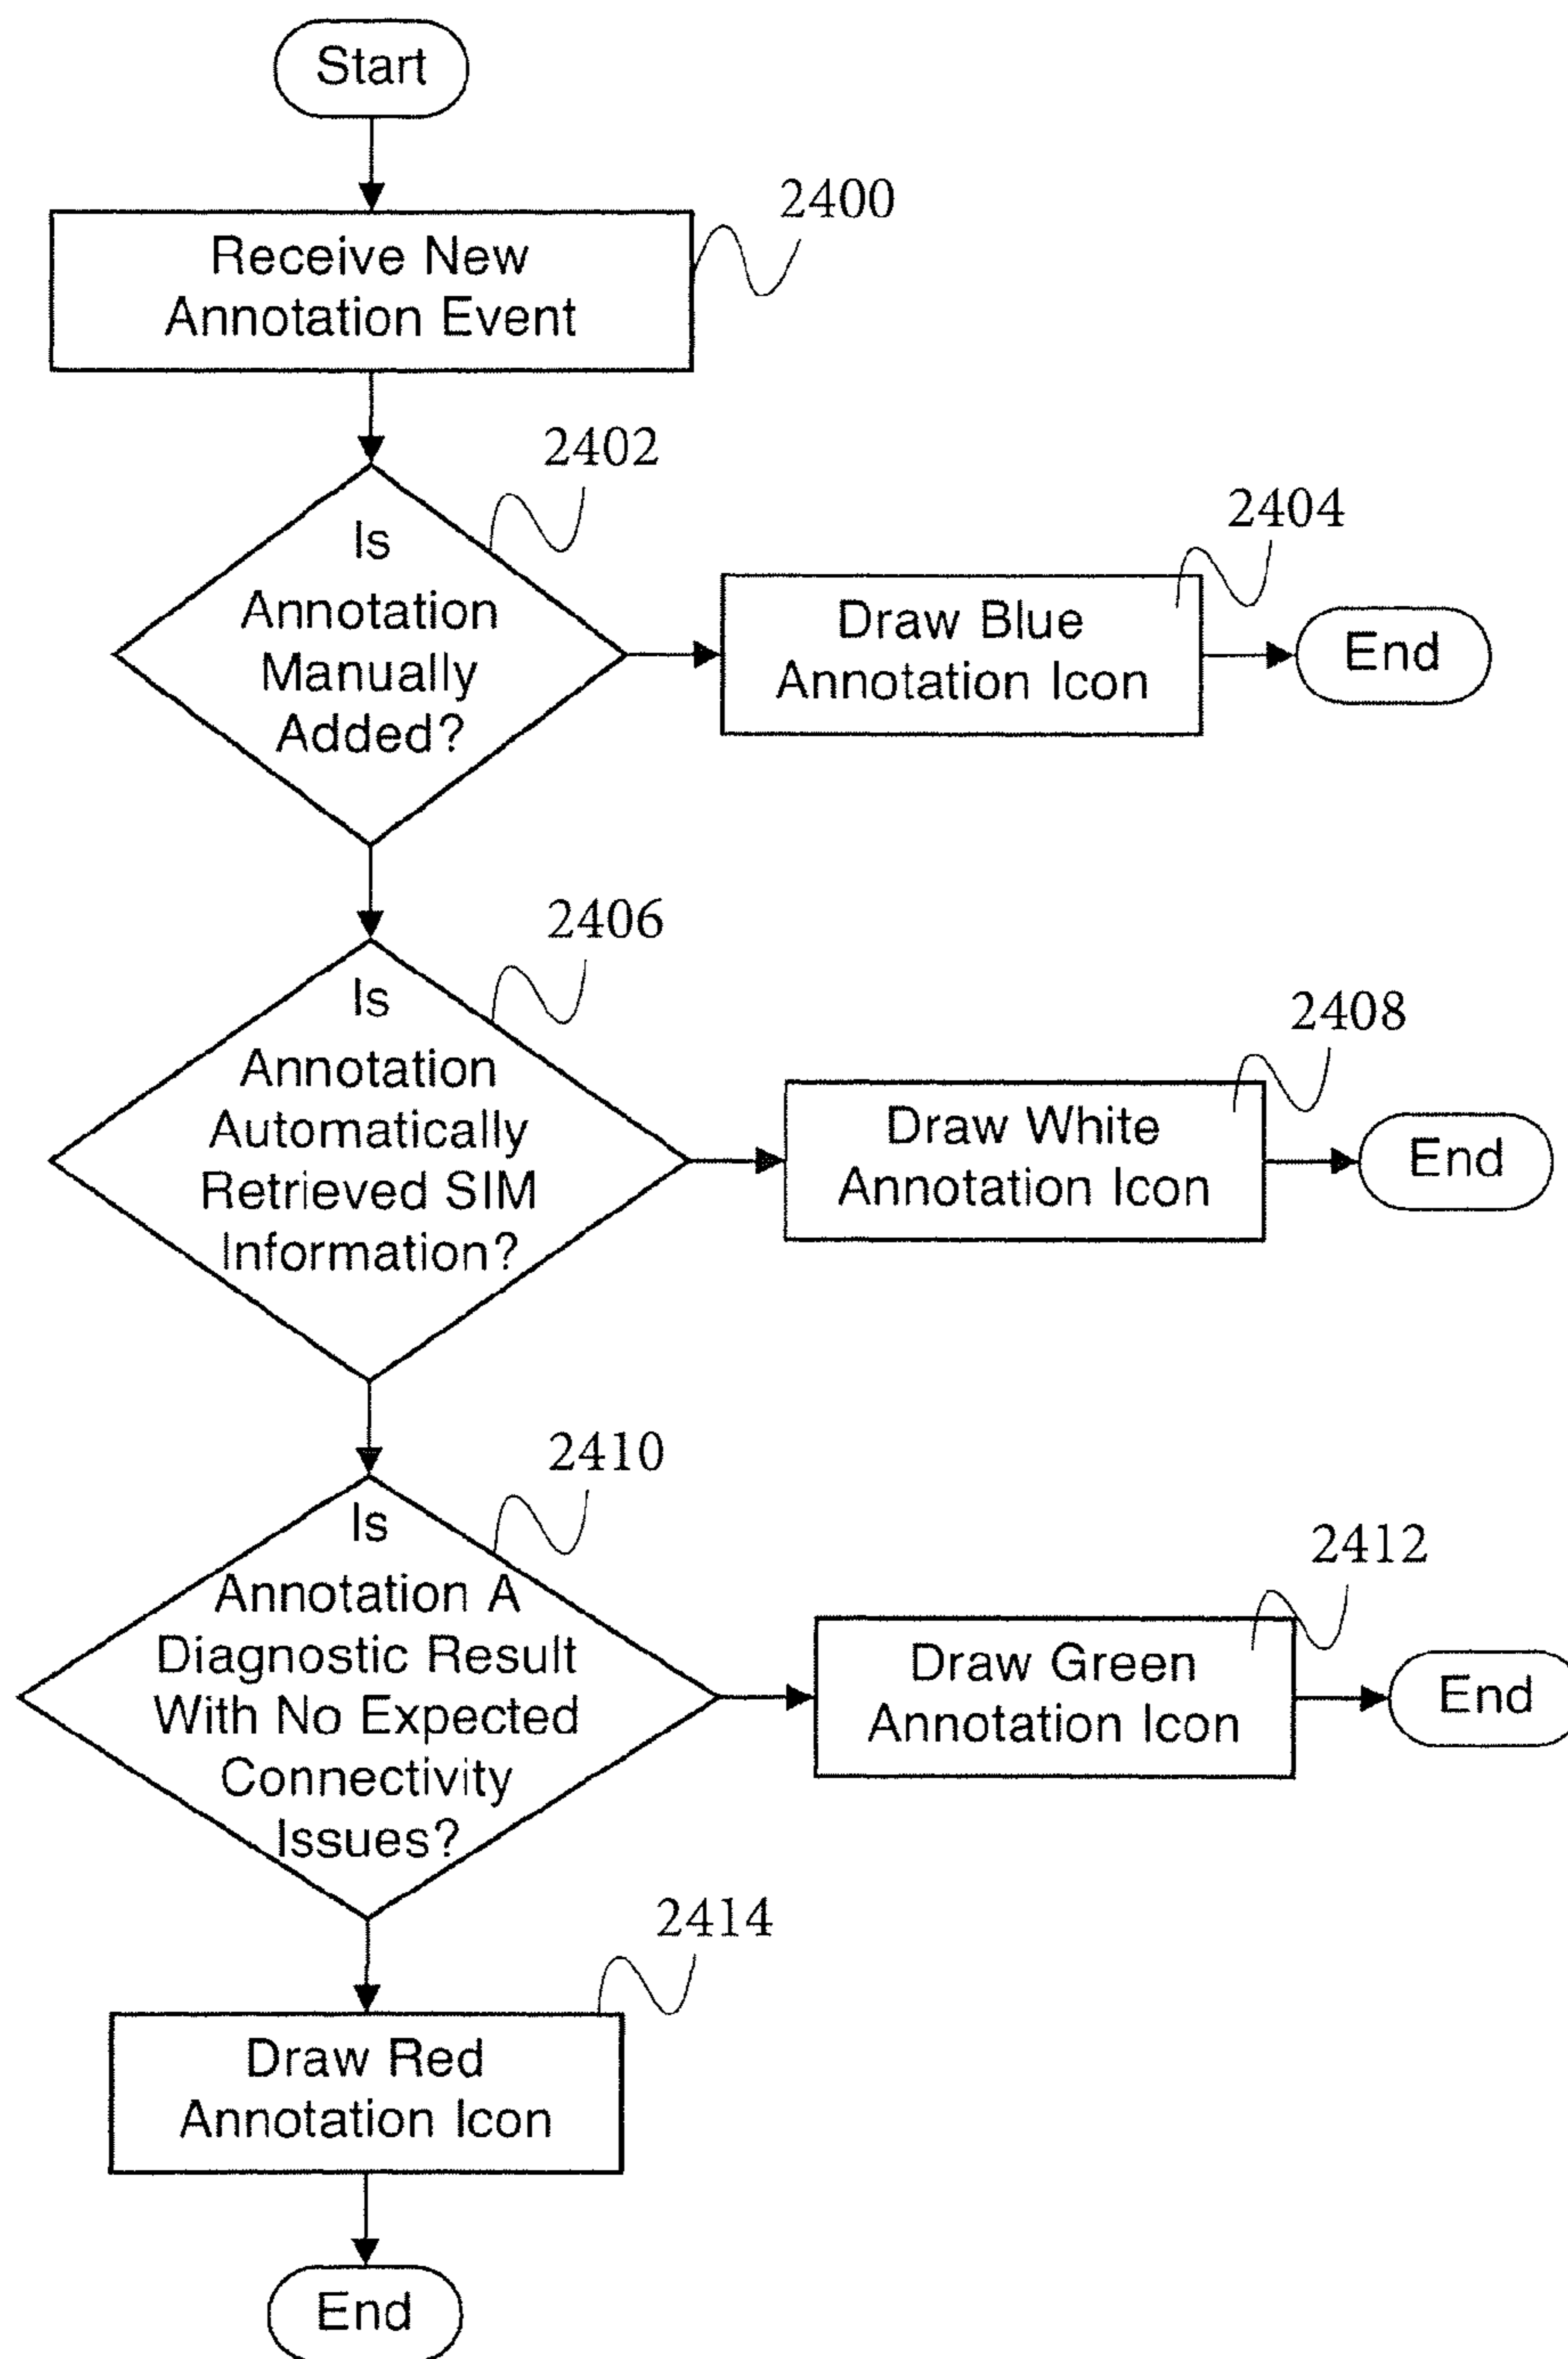 Start
2400
Receive New
Annotation Event
2402
Is
Annotation
Manually
Added?
2404
Draw Blue
Annotation Icon
End
2406
Is
Annotation
Automatically
Retrieved SIM
Information?
2408
Draw White
Annotation Icon
End
2410
Is
Annotation A
Diagnostic Result
With No Expected
Connectivity
Issues?
2412
Draw Green
Annotation Icon
End
2414
Draw Red
Annotation Icon
End